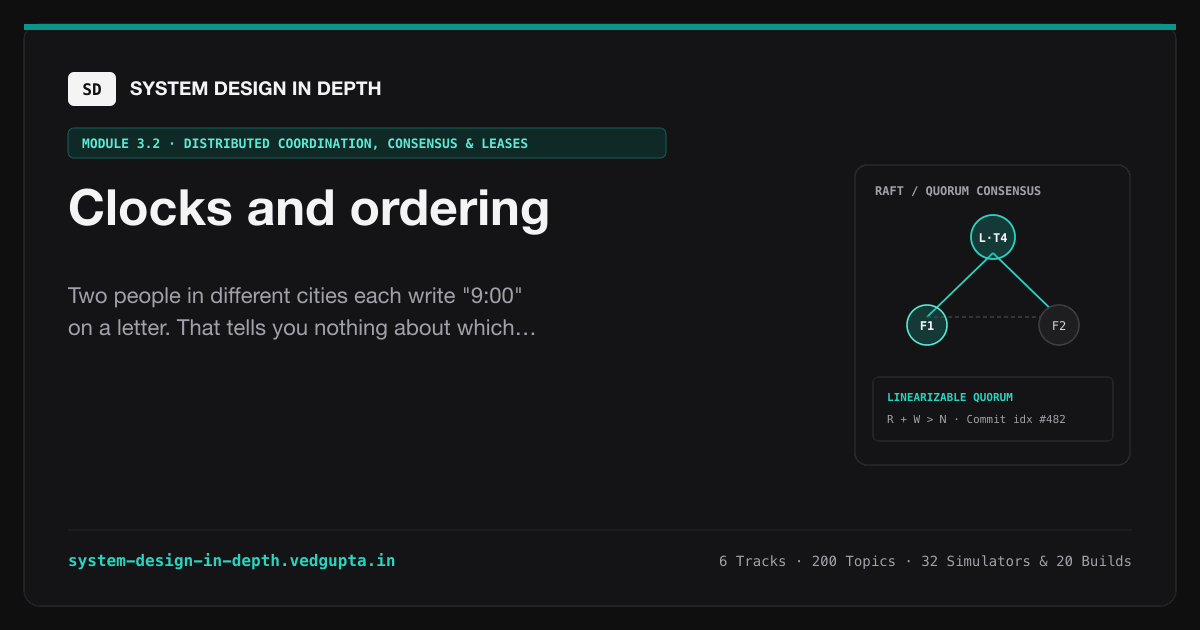 SD
SYSTEM DESIGN IN DEPTH
MODULE 3.2 · DISTRIBUTED COORDINATION, CONSENSUS & LEASES
Clocks and ordering
Two people in different cities each write "9:00"
on a letter. That tells you nothing about which…
RAFT / QUORUM CONSENSUS
L·T4
F1
F2
LINEARIZABLE QUORUM
R + W > N · Commit idx #482
system-design-in-depth.vedgupta.in
6 Tracks · 200 Topics · 32 Simulators & 20 Builds